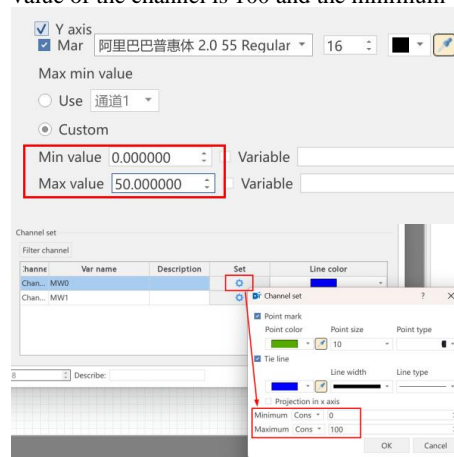 value of the channel is 100 and the minimum
Y axis
Mar 阿里巴巴普惠体 2.0 55 Regular 16
Max min value
Use 通道1
Custom
Min value 0.000000 Variable
Max value 50.000000 Variable
Channel set
Filter channel
Channe Var name Description Set Line color
Chan... MW0
Chan... MW1
8 Describe:
Channel set ? ×
Point mark
Point color Point size Point type
10
Tie line
Line width Line type
Projection in x axis
Minimum Cons 0
Maximum Cons 100
OK Cancel